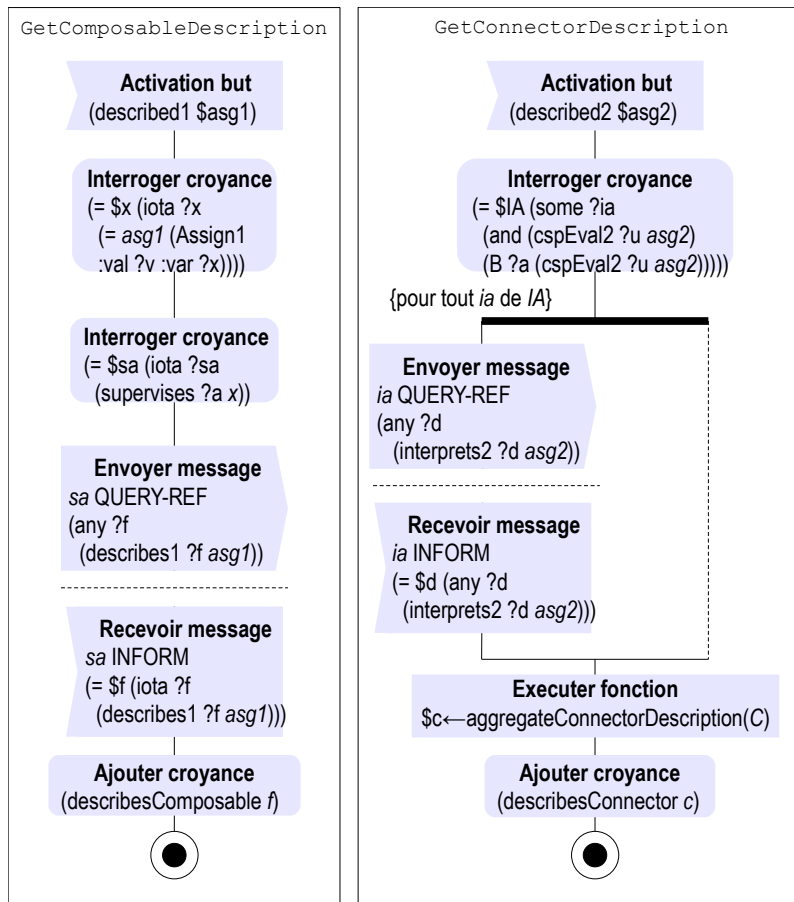 GetComposableDescription
Activation but
(described1 $asg1)
Interroger croyance
(= $x (iota ?x
(= asg1 (Assign1
:val ?v :var ?x))))
Interroger croyance
(= $sa (iota ?sa
(supervises ?a x))
Envoyer message
sa QUERY-REF
(any ?f
(describes1 ?f asg1))
Recevoir message
sa INFORM
(= $f (iota ?f
(describes1 ?f asg1)))
Ajouter croyance
(describesComposable f)
GetConnectorDescription
Activation but
(described2 $asg2)
Interroger croyance
(= $IA (some ?ia
(and (cspEval2 ?u asg2)
(B ?a (cspEval2 ?u asg2)))))
{pour tout ia de IA}
Envoyer message
ia QUERY-REF
(any ?d
(interprets2 ?d asg2))
Recevoir message
ia INFORM
(= $d (any ?d
(interprets2 ?d asg2)))
Executer fonction
$c←aggregateConnectorDescription(C)
Ajouter croyance
(describesConnector c)